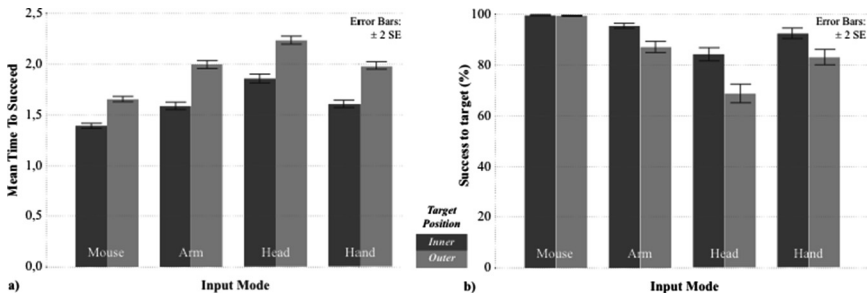 2,5
2,0
1,5
1,0
0,5
0,0
Mean Time To Succeed
Error Bars:
± 2 SE
Mouse
Arm
Head
Hand
a)
Input Mode
Target
Position
Inner
Outer
100
80
60
40
20
0
Success to target (%)
Error Bars:
± 2 SE
Mouse
Arm
Head
Hand
b)
Input Mode